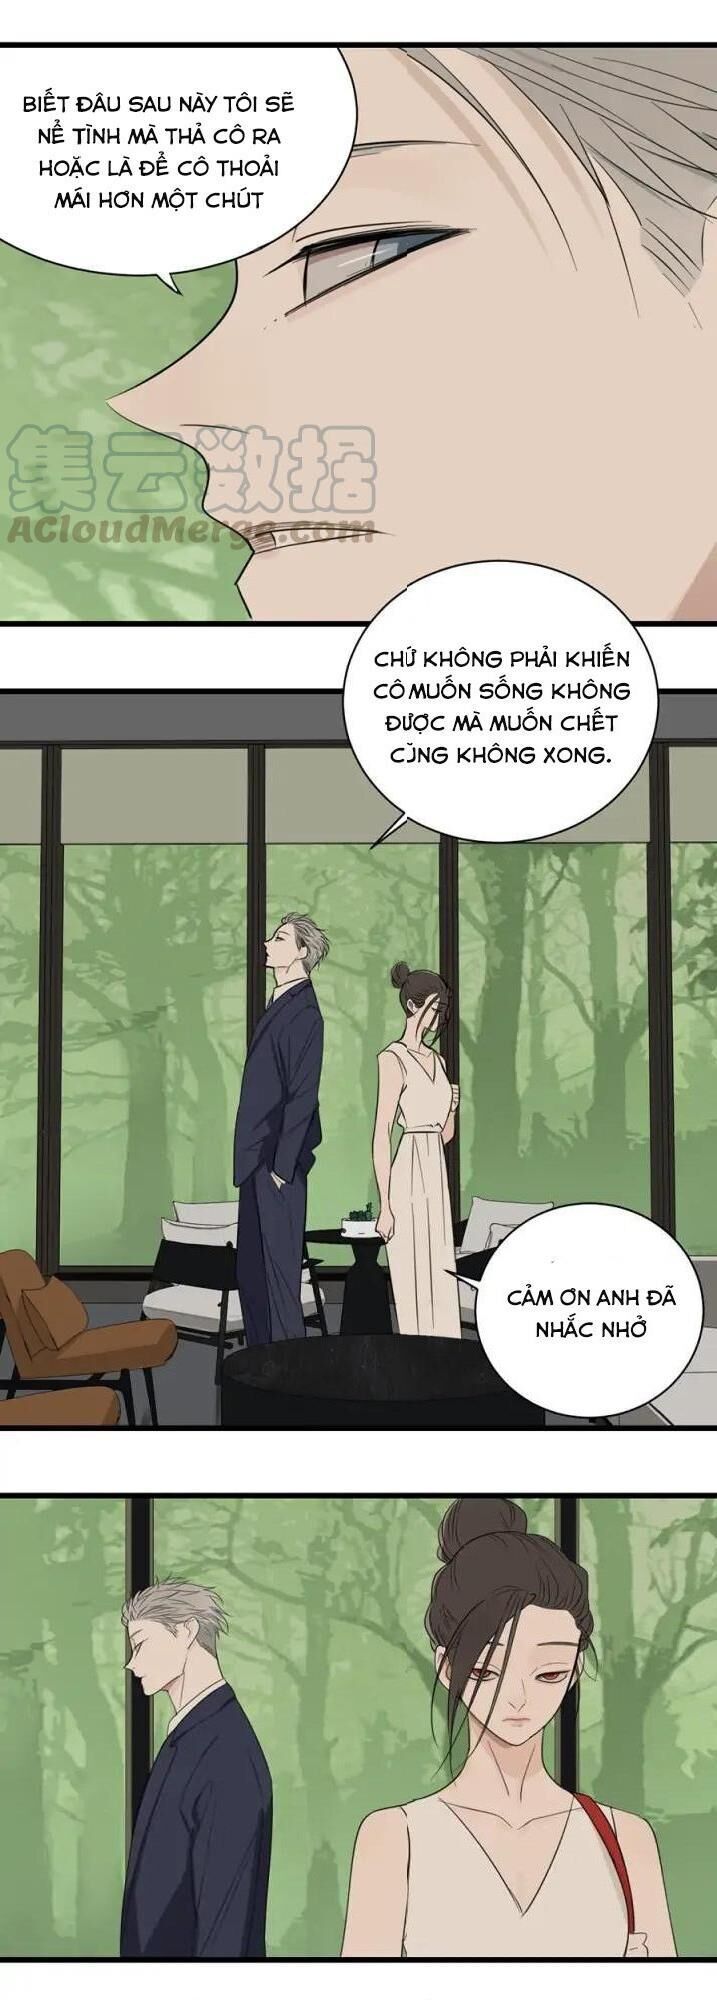 BIẾT ĐÂU SAU NÀY TÔI SẼ
NỂ TÌNH MÀ THẢ CÔ RA
HOẶC LÀ ĐỂ CÔ THOẢI
MÁI HƠN MỘT CHÚT
集云数据
ACloudMerge.com
CHỨ KHÔNG PHẢI KHIẾN
CÔ MUỐN SỐNG KHÔNG
ĐƯỢC MÀ MUỐN CHẾT
CŨNG KHÔNG XONG.
CẢM ƠN ANH ĐÃ
NHẮC NHỞ